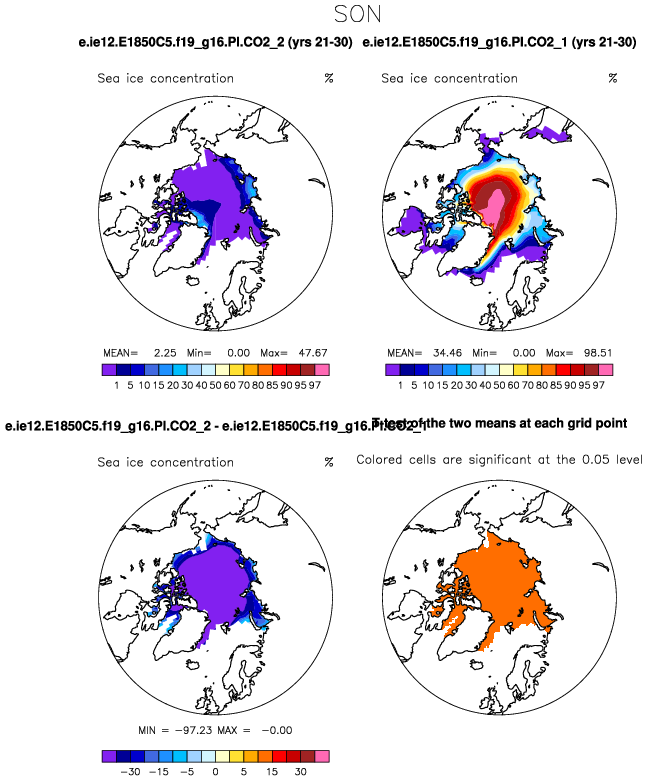 SON
e.ie12.E1850C5.f19_g16.PI.CO2_2 (yrs 21-30) e.ie12.E1850C5.f19_g16.PI.CO2_1 (yrs 21-30)
Sea ice concentration % Sea ice concentration %
MEAN= 2.25 Min= 0.00 Max= 47.67 MEAN= 34.46 Min= 0.00 Max= 98.51
1 5 10 15 20 30 40 50 60 70 80 85 90 95 97 1 5 10 15 20 30 40 50 60 70 80 85 90 95 97
e.ie12.E1850C5.f19_g16.PI.CO2_2 - e.ie12.E1850C5.f19_g16.PI.CO2_1 T-test of the two means at each grid point
Sea ice concentration % Colored cells are significant at the 0.05 level
MIN = -97.23 MAX = -0.00
-30 -15 -5 0 5 15 30